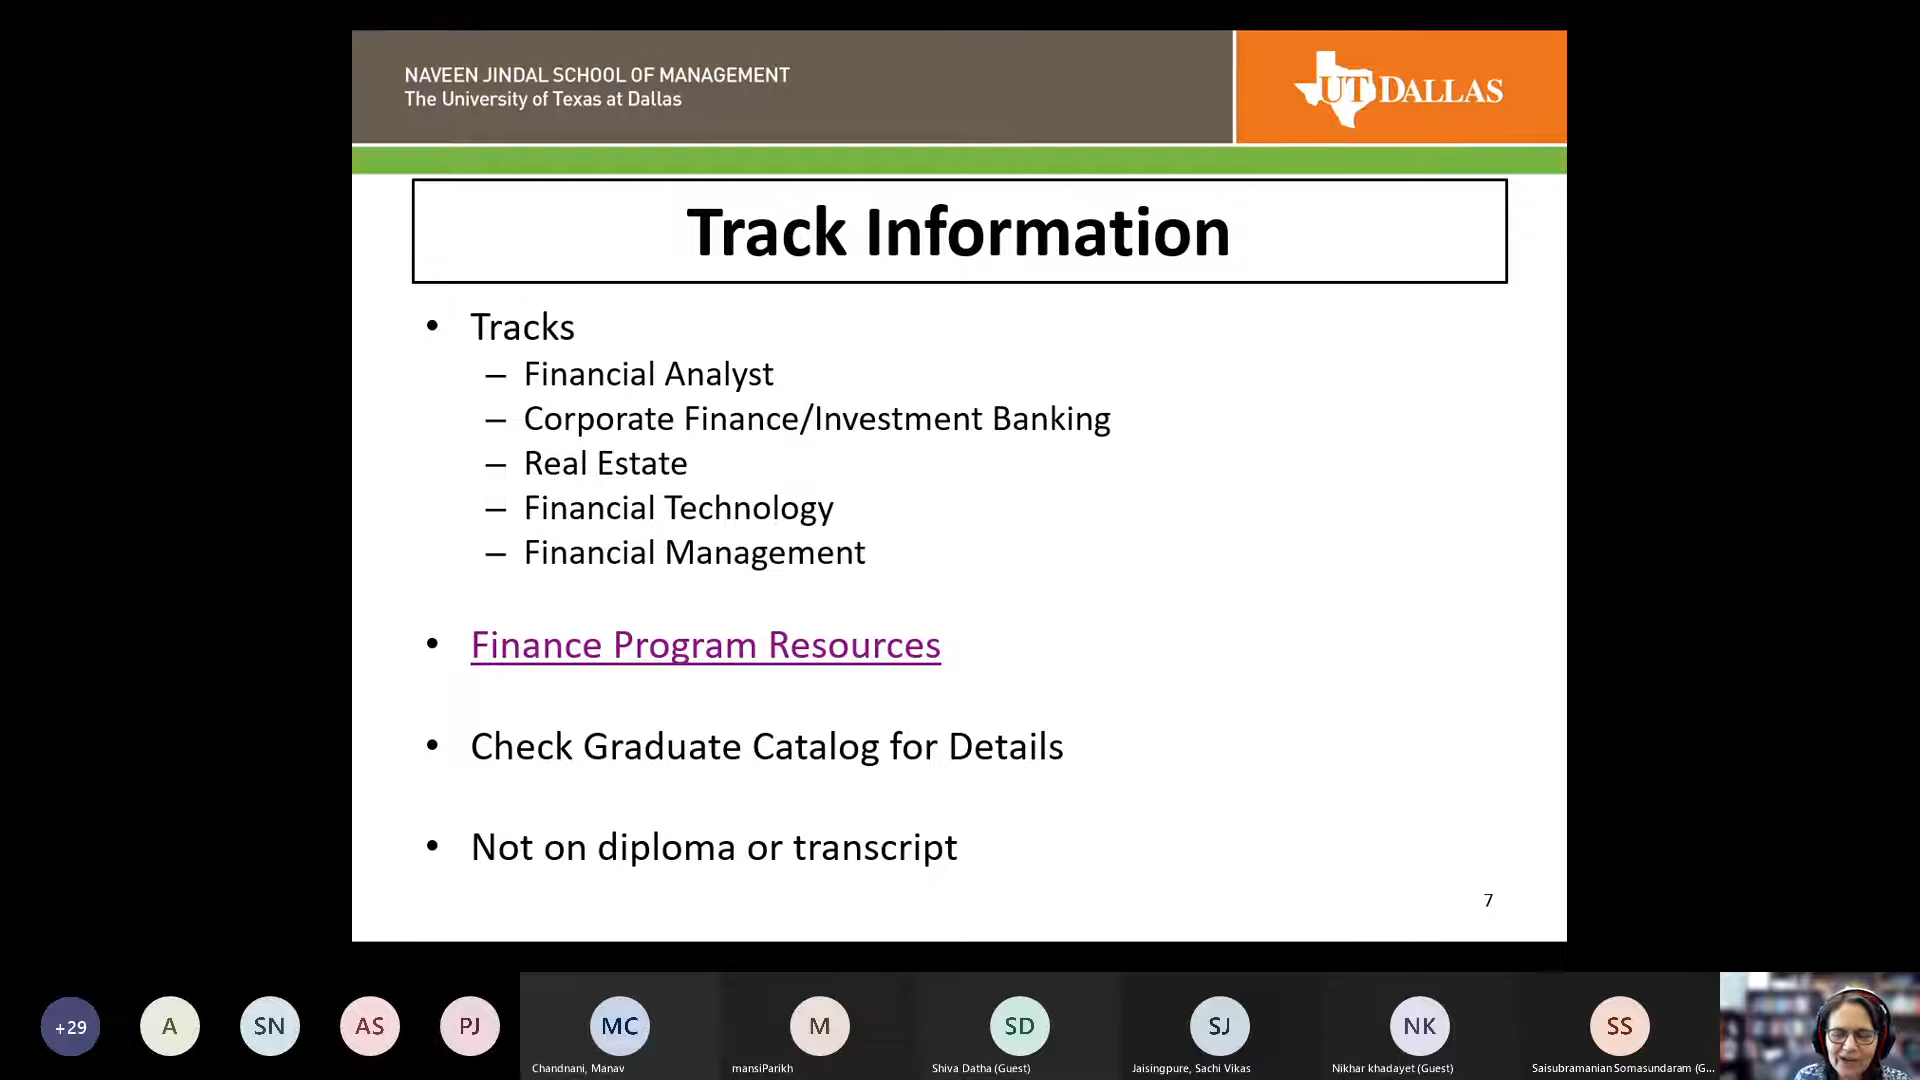 NAVEEN JINDAL SCHOOL OF MANAGEMENT
The University of Texas at Dallas
UT DALLAS
Track Information
• Tracks
– Financial Analyst
– Corporate Finance/Investment Banking
– Real Estate
– Financial Technology
– Financial Management
• Finance Program Resources
• Check Graduate Catalog for Details
• Not on diploma or transcript
7
+29
A
SN
AS
PJ
MC
M
SD
SJ
NK
SS
Chandnani, Manav
mansiParikh
Shiva Datha (Guest)
Jaisingpure, Sachi Vikas
Nikhar khadayet (Guest)
Saisubramanian Somasundaram (G...